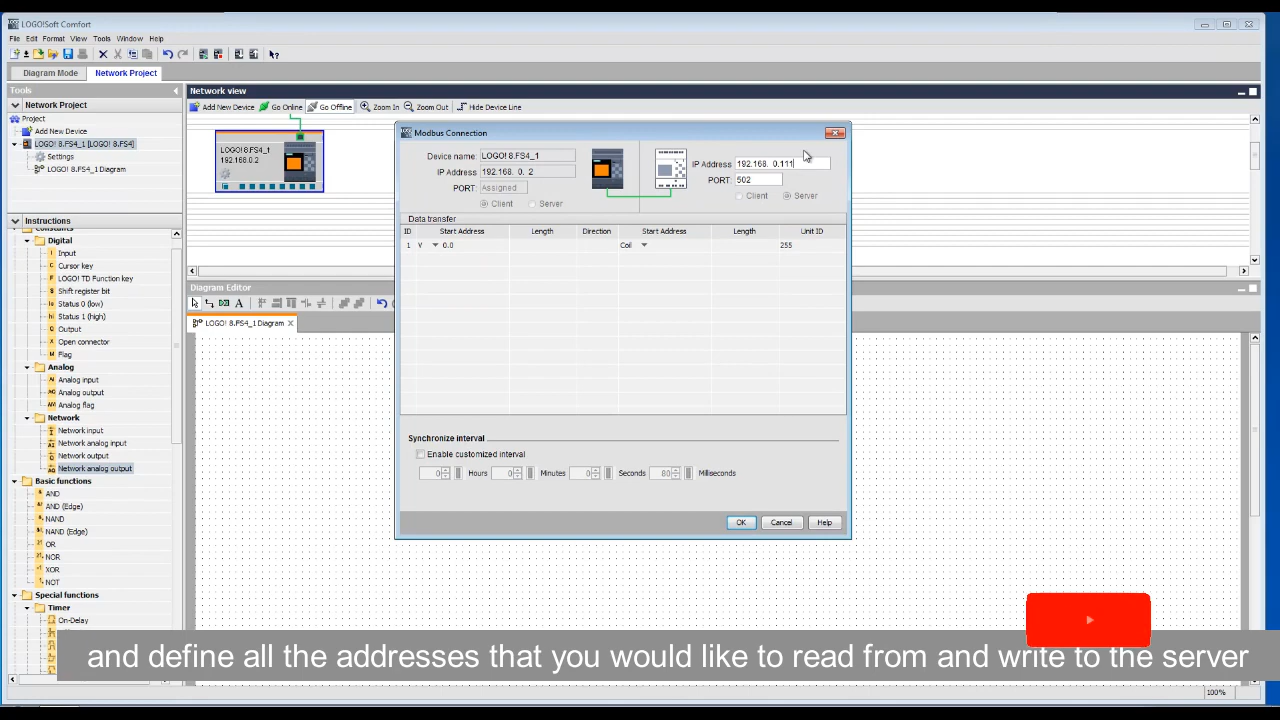 LOGO!Soft Comfort
File Edit Format View Tools Window Help
Diagram Mode Network Project
Tools
Network Project
Project
Add New Device
LOGO! 8.FS4_1 [LOGO! 8.FS4]
Settings
LOGO! 8.FS4_1 Diagram
Instructions
Constants
Digital
Input
Cursor key
LOGO! TD Function key
Shift register bit
Status 0 (low)
Status 1 (high)
Output
Open connector
Flag
Analog
Analog input
Analog output
Analog flag
Network
Network input
Network analog input
Network output
Network analog output
Basic functions
AND
AND (Edge)
NAND
NAND (Edge)
OR
NOR
XOR
NOT
Special functions
Timer
On-Delay
Network view
Add New Device Go Online Go Offline Zoom In Zoom Out Hide Device Line
LOGO! 8.FS4_1
192.168.0.2
Diagram Editor
LOGO! 8.FS4_1 Diagram
Modbus Connection
Device name: LOGO! 8.FS4_1
IP Address 192.168. 0. 2
PORT: Assigned
Client Server
IP Address 192.168. 0.111
PORT: 502
Client Server
Data transfer
ID Start Address Length Direction Start Address Length Unit ID
1 V 0.0 Coil 255
Synchronize interval
Enable customized interval
0 Hours 0 Minutes 0 Seconds 80 Milliseconds
OK Cancel Help
and define all the addresses that you would like to read from and write to the server
100%